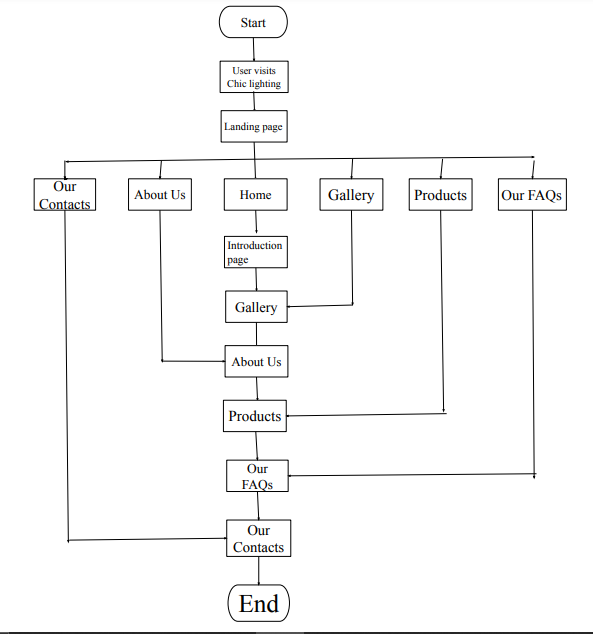 Start
User visits
Chic lighting
Landing page
Our
Contacts
About Us
Home
Gallery
Products
Our FAQs
Introduction
page
Gallery
About Us
Products
Our
FAQs
Our
Contacts
End